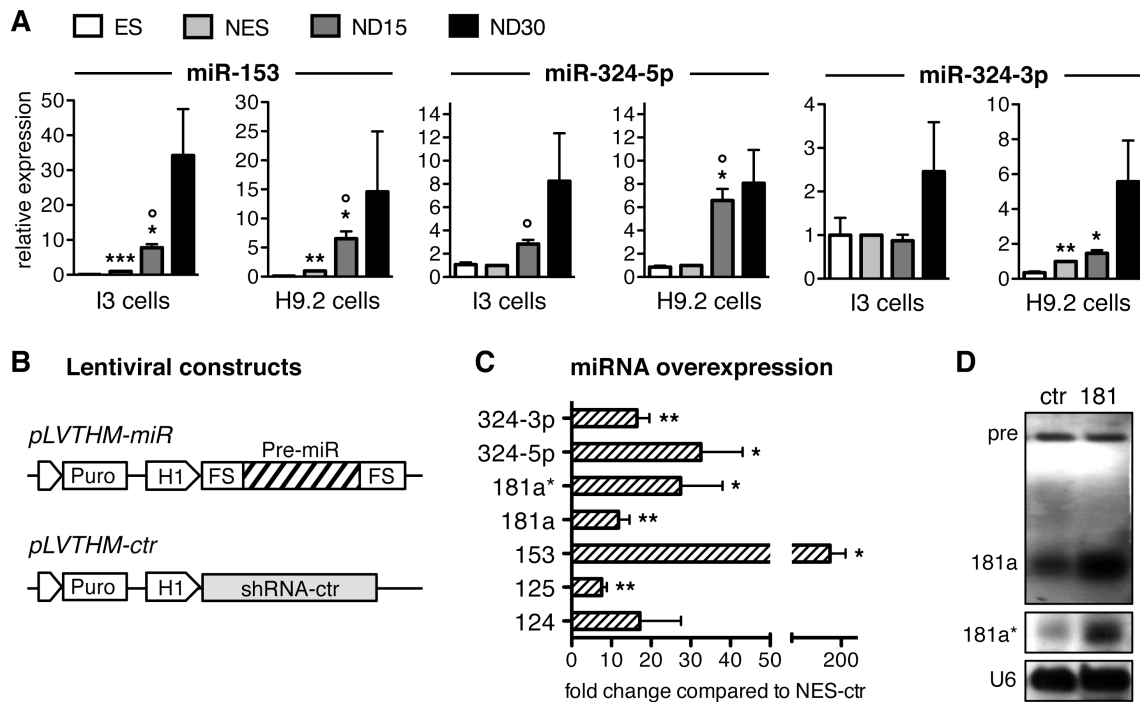 A
ES NES ND15 ND30
miR-153 miR-324-5p miR-324-3p
relative expression
50
40
30
20
10
0
*** ° *
I3 cells
30
25
20
15
10
5
0
** ° *
H9.2 cells
14
12
10
8
6
4
2
0
°
I3 cells
14
12
10
8
6
4
2
0
° *
H9.2 cells
4
3
2
1
0
I3 cells
10
8
6
4
2
0
** *
H9.2 cells
B Lentiviral constructs
pLVTHM-miR
Pre-miR
Puro H1 FS FS
pLVTHM-ctr
Puro H1 shRNA-ctr
C miRNA overexpression
324-3p **
324-5p *
181a* *
181a **
153 *
125 **
124
0 10 20 30 40 50 200
fold change compared to NES-ctr
D
ctr 181
pre
181a
181a*
U6